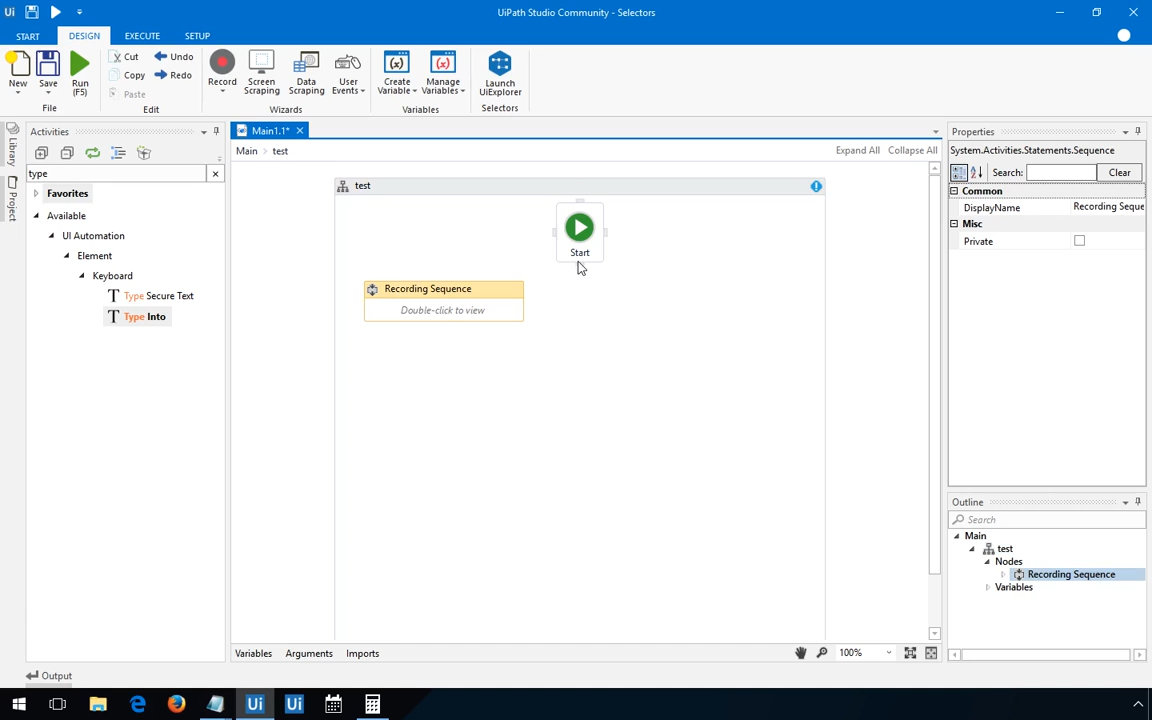 Ui
UiPath Studio Community - Selectors
START DESIGN EXECUTE SETUP
New Save Run (F5)
File
Cut Copy Paste
Undo Redo
Edit
Record Screen Scraping Data Scraping User Events
Wizards
Create Variable Manage Variables
Variables
Launch UiExplorer
Selectors
Library
Project
Activities
type
Favorites
Available
UI Automation
Element
Keyboard
Type Secure Text
Type Into
Main1.1*
Main > test
Expand All Collapse All
test
Start
Recording Sequence
Double-click to view
Variables Arguments Imports
100%
Properties
System.Activities.Statements.Sequence
Search: Clear
Common
DisplayName Recording Seque
Misc
Private
Outline
Search
Main
test
Nodes
Recording Sequence
Variables
Output
Ui Ui